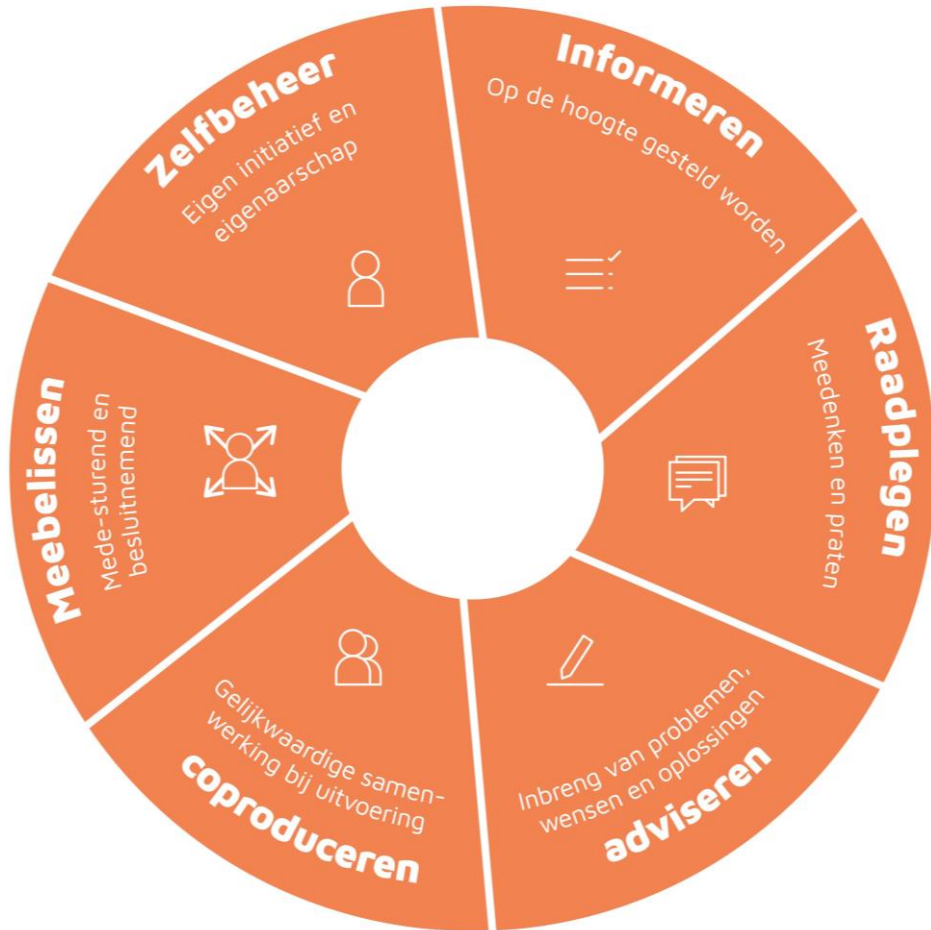 Informeren
Op de hoogte gesteld worden
Raadplegen
Meedenken en praten
Inbreng van problemen,
wensen en oplossingen
adviseren
Gelijkwaardige samen-
werking bij uitvoering
coproduceren
Meebelissen
Mede-sturend en
besluitnemend
Zelfbeheer
Eigen initiatief en
eigenaarschap